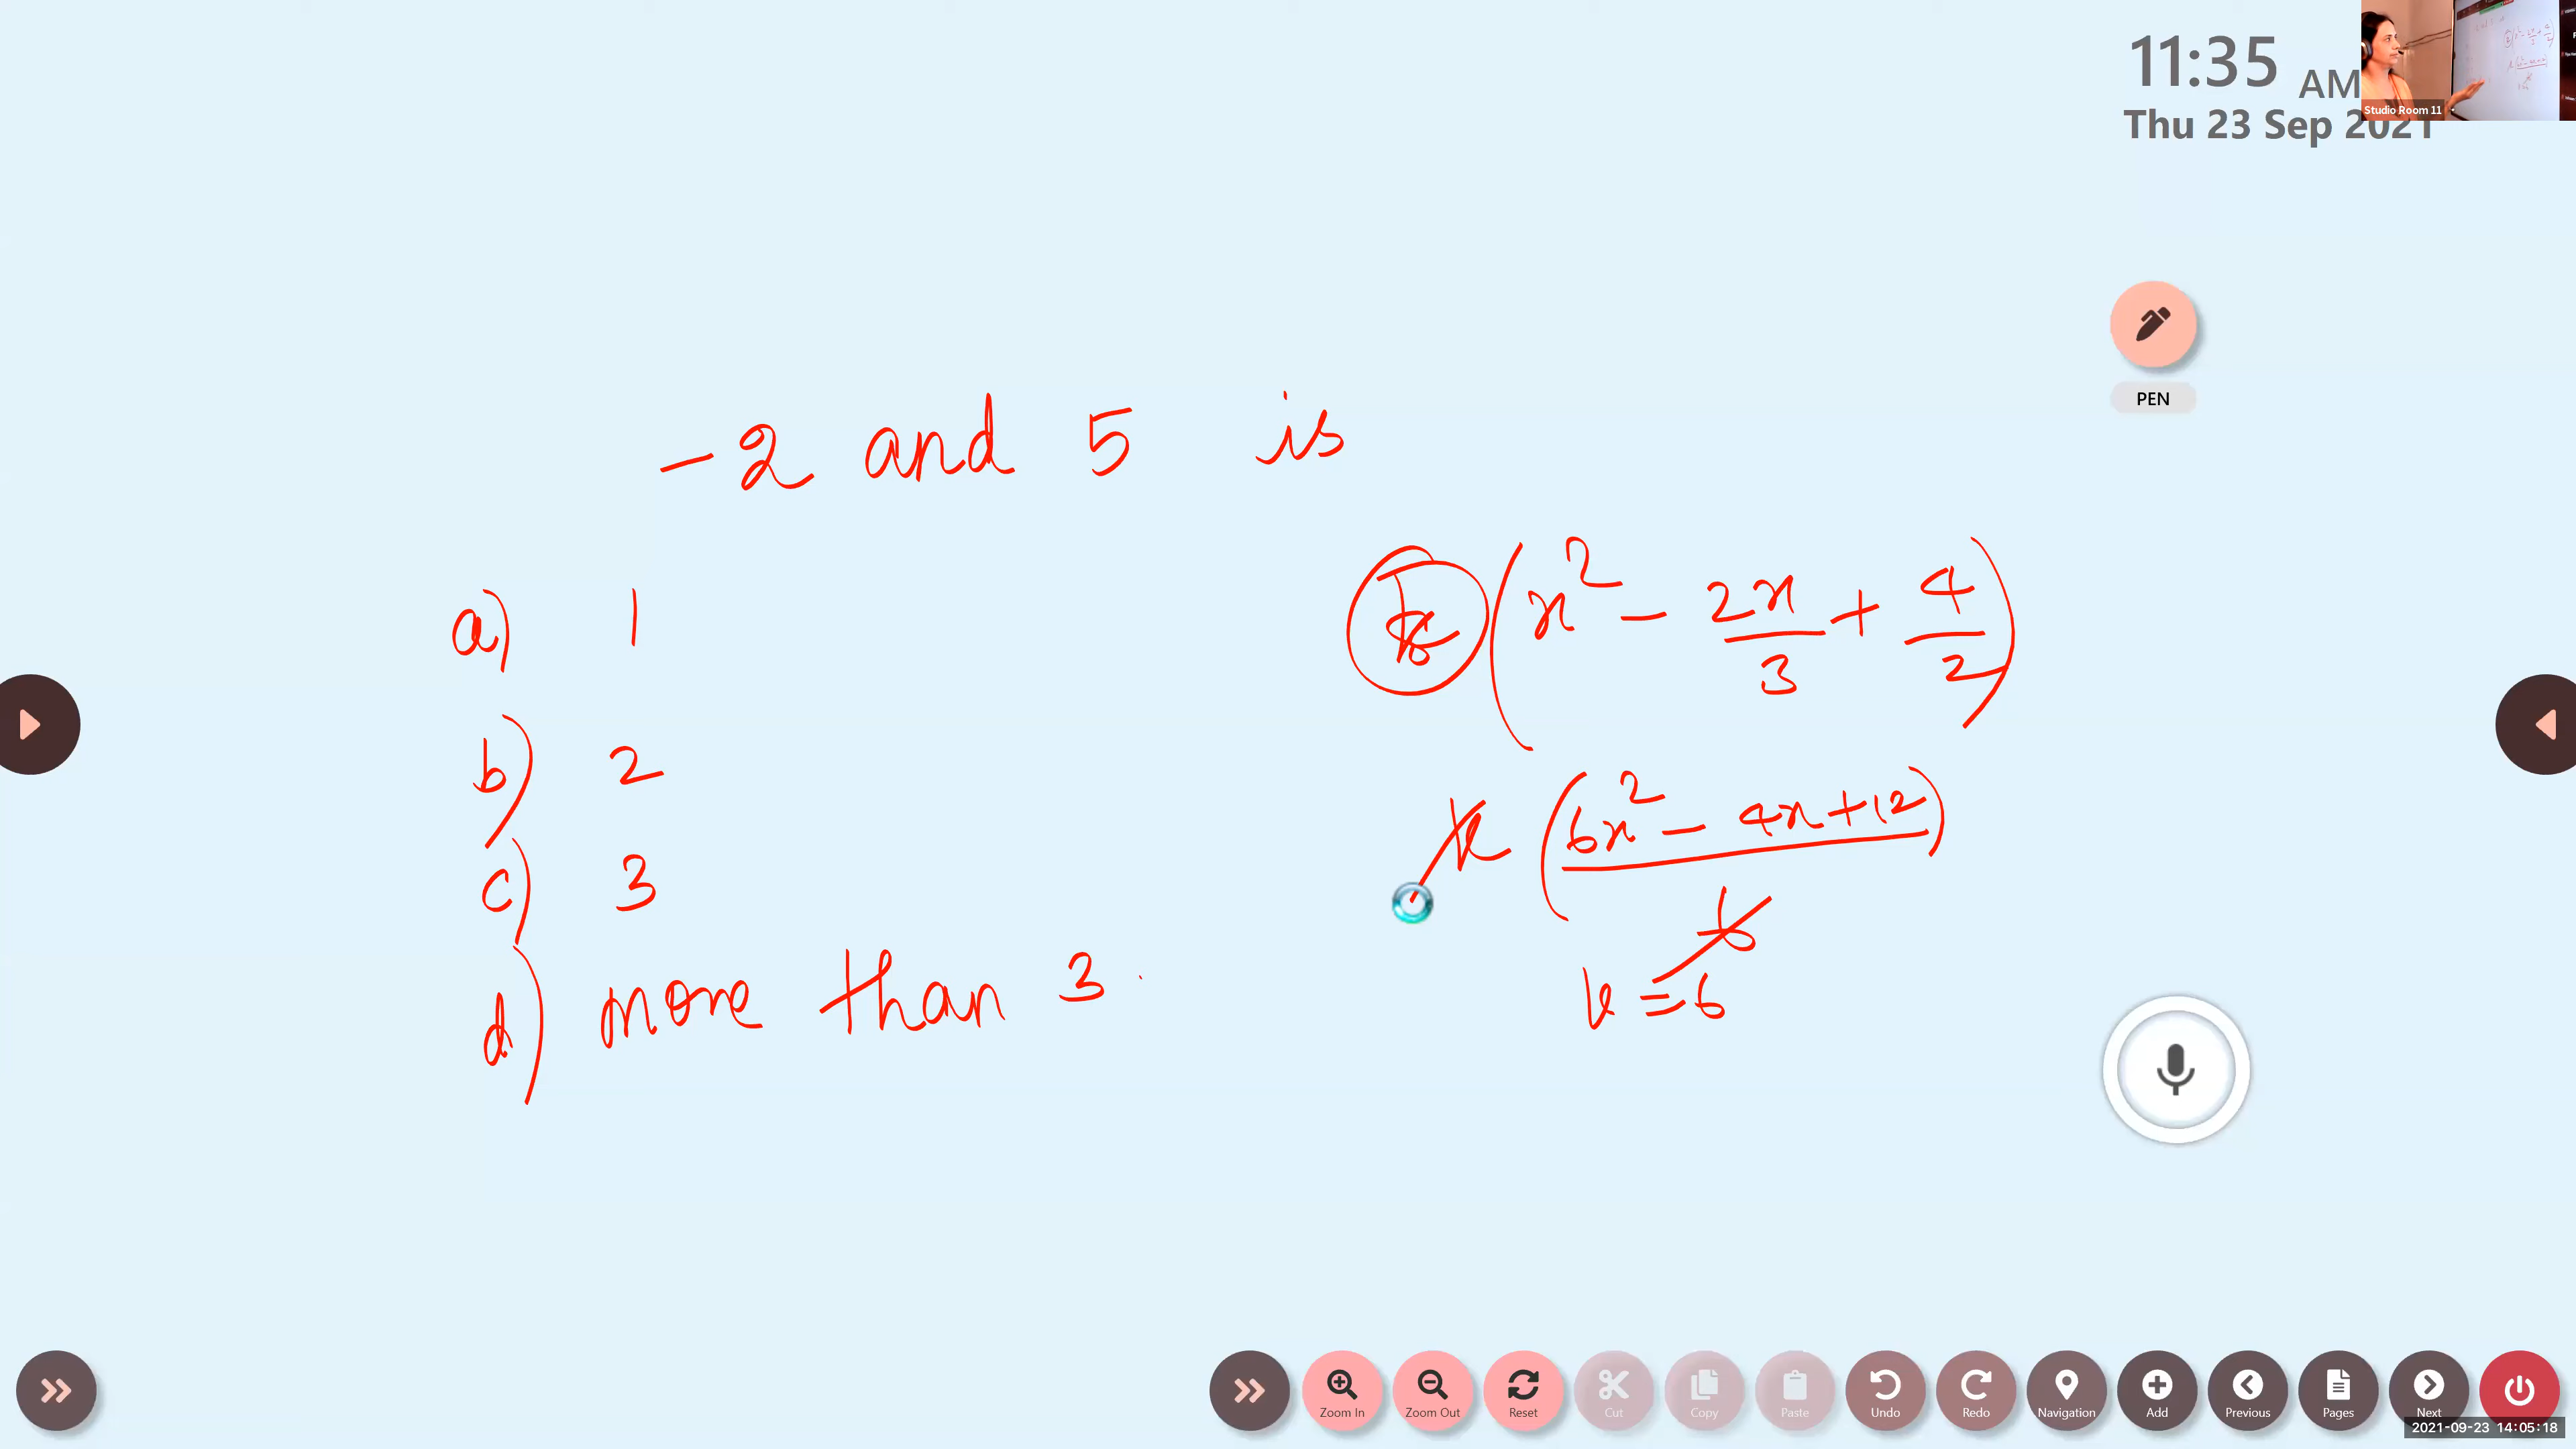 11:35 AM
Thu 23 Sep 2021
Studio Room 11
PEN
-2 and 5 is
a) 1
b) 2
c) 3
d) more than 3.
k (x² - 2x/3 + 4/2)
k (6x² - 4x + 12)/6
k = 6
Zoom In
Zoom Out
Reset
Cut
Copy
Paste
Undo
Redo
Navigation
Add
Previous
Pages
Next
2021-09-23 14:05:18